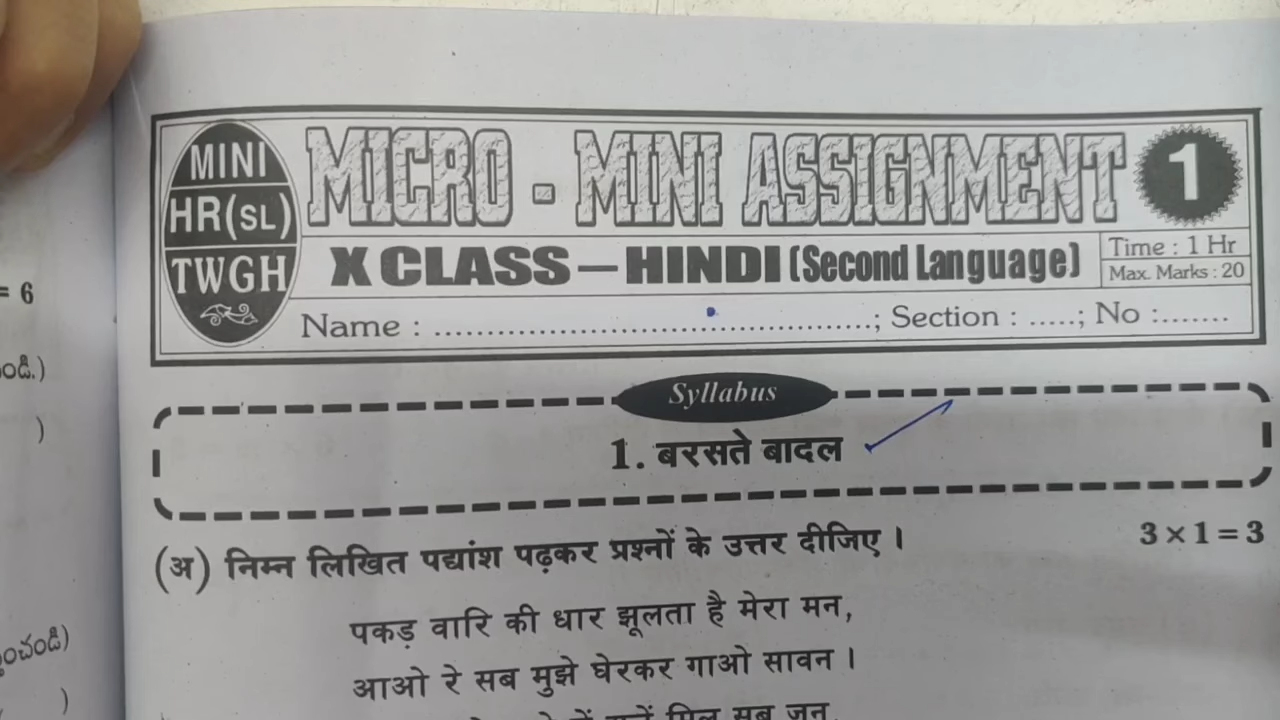 = 6
ండి.)
)
ంచండి)
)
MINI
HR(SL)
TWGH
MICRO - MINI ASSIGNMENT
1
X CLASS – HINDI (Second Language)
Time : 1 Hr
Max. Marks : 20
Name : ....................................................; Section : .....; No :.......
Syllabus
1. बरसते बादल
(अ) निम्न लिखित पद्यांश पढ़कर प्रश्नों के उत्तर दीजिए । 3 × 1 = 3
पकड़ वारि की धार झूलता है मेरा मन,
आओ रे सब मुझे घेरकर गाओ सावन ।
मिल सब जन